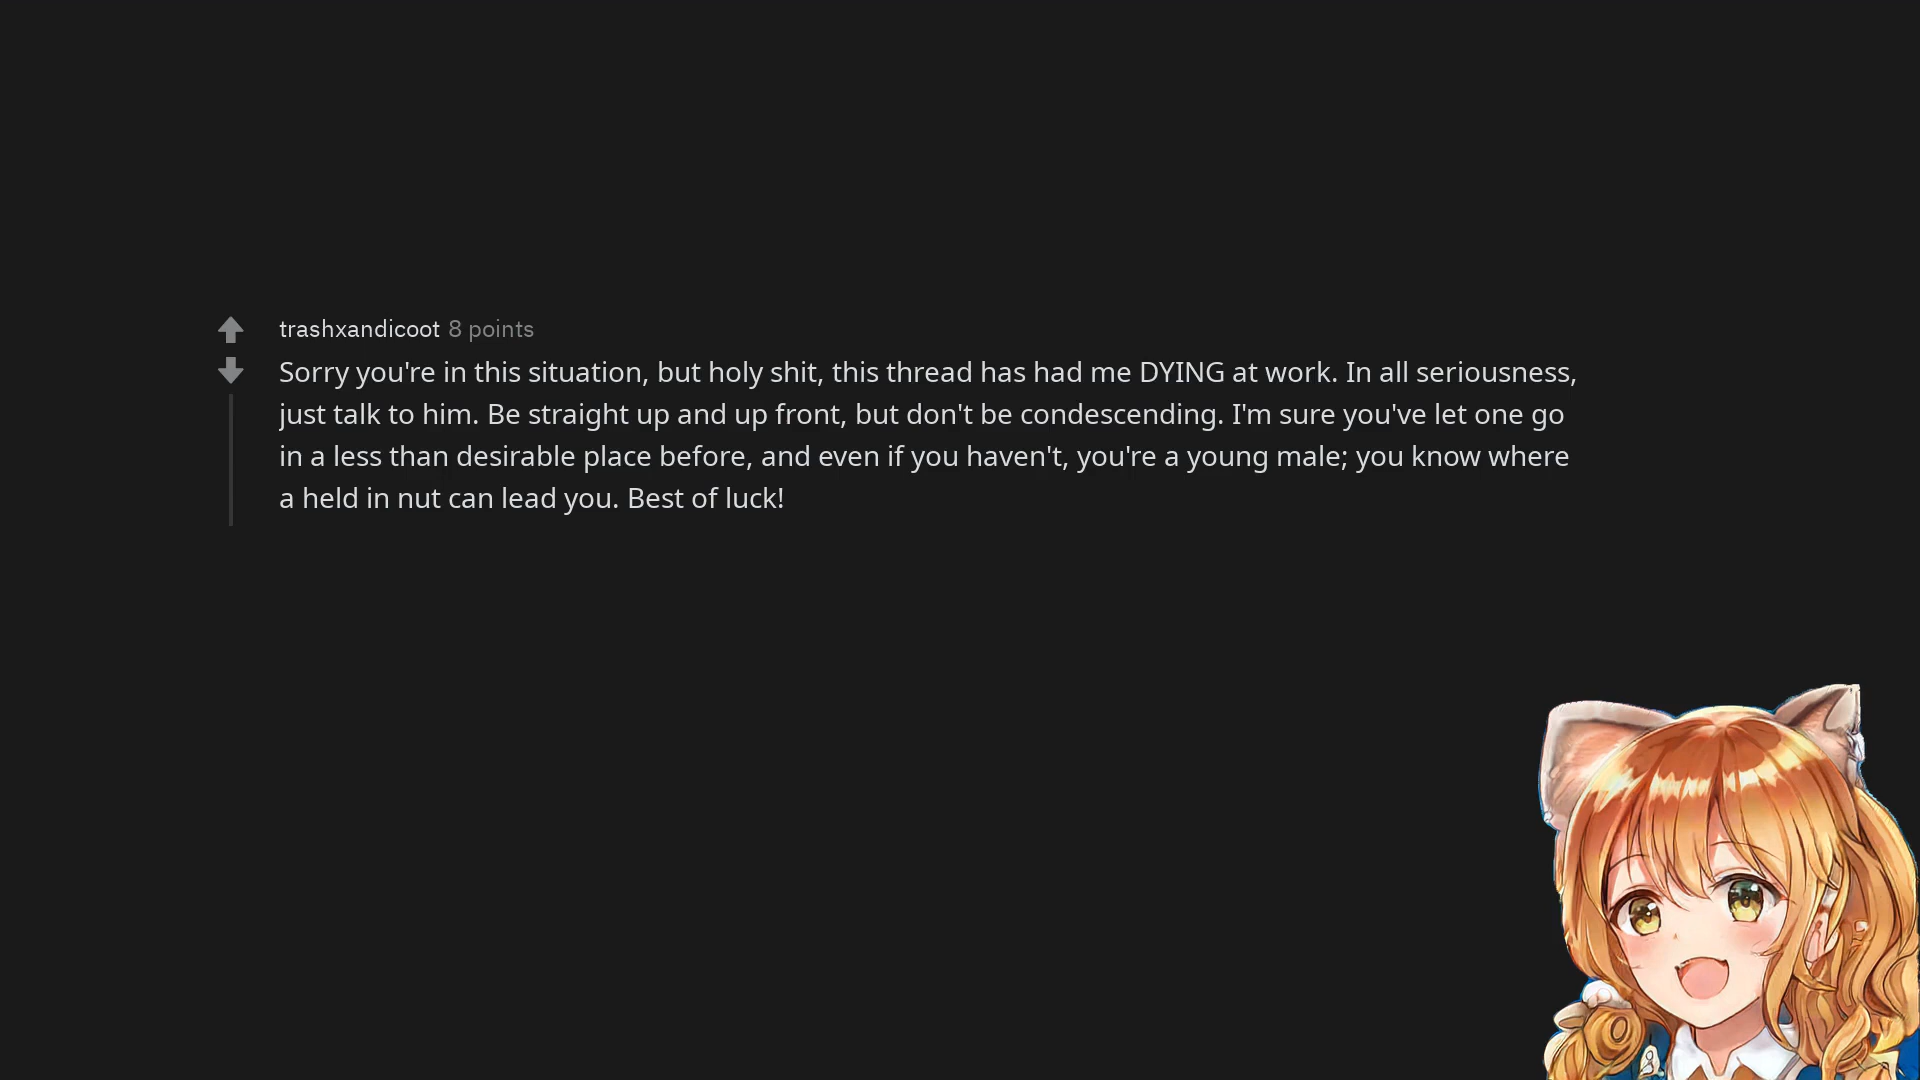 trashxandicoot 8 points
Sorry you're in this situation, but holy shit, this thread has had me DYING at work. In all seriousness,
just talk to him. Be straight up and up front, but don't be condescending. I'm sure you've let one go
in a less than desirable place before, and even if you haven't, you're a young male; you know where
a held in nut can lead you. Best of luck!